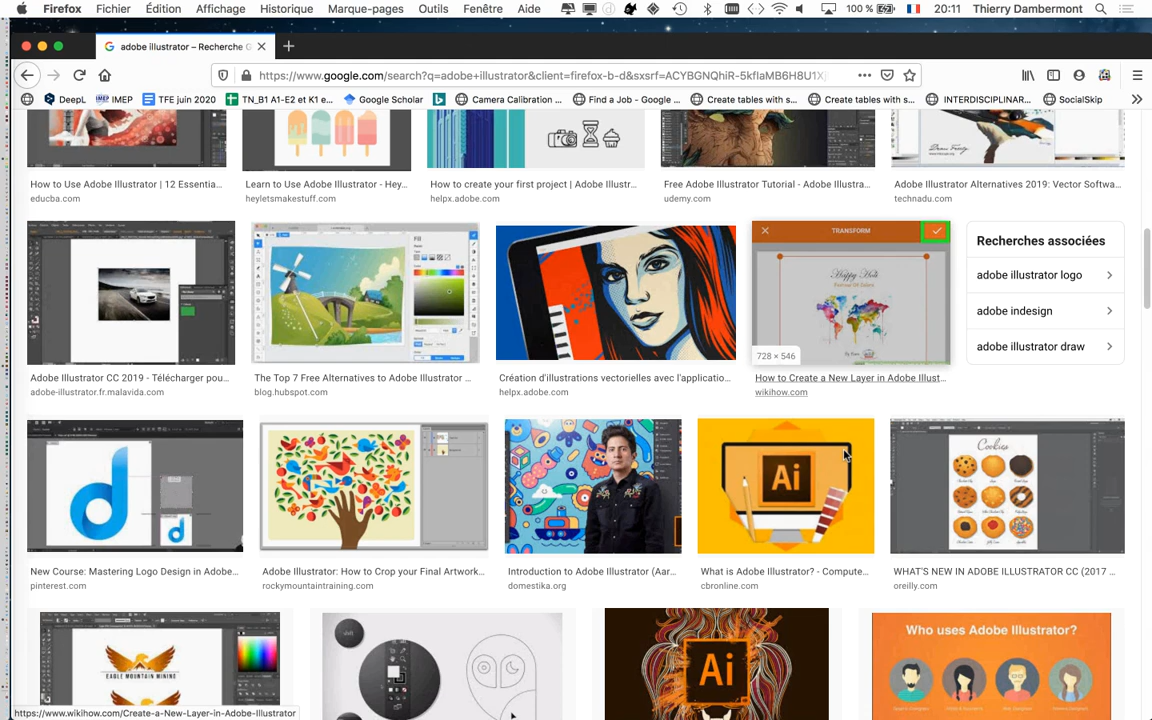 Firefox Fichier Édition Affichage Historique Marque-pages Outils Fenêtre Aide 100 % 20:11 Thierry Dambermont
adobe illustrator – Recherche G
https://www.google.com/search?q=adobe+illustrator&client=firefox-b-d&sxsrf=ACYBGNQhiR-5kflaMB6H8U1X
DeepL IMEP TFE juin 2020 TN_B1 A1-E2 et K1 e... Google Scholar Camera Calibration ... Find a Job - Google ... Create tables with s... Create tables with s... INTERDISCIPLINAR... SocialSkip
How to Use Adobe Illustrator | 12 Essentia...
educba.com
Learn to Use Adobe Illustrator - Hey...
heyletsmakestuff.com
How to create your first project | Adobe Illustr...
helpx.adobe.com
Free Adobe Illustrator Tutorial - Adobe Illustra...
udemy.com
Adobe Illustrator Alternatives 2019: Vector Softwa...
technadu.com
TRANSFORM
Happy Holi
728 × 546
Recherches associées
adobe illustrator logo
adobe indesign
adobe illustrator draw
Adobe Illustrator CC 2019 - Télécharger pou...
adobe-illustrator.fr.malavida.com
Fill
The Top 7 Free Alternatives to Adobe Illustrator ...
blog.hubspot.com
Création d'illustrations vectorielles avec l'applicatio...
helpx.adobe.com
How to Create a New Layer in Adobe Illust...
wikihow.com
Ai
Cookies
New Course: Mastering Logo Design in Adobe...
pinterest.com
Adobe Illustrator: How to Crop your Final Artwork...
rockymountaintraining.com
Introduction to Adobe Illustrator (Aar...
domestika.org
What is Adobe Illustrator? - Compute...
cbronline.com
WHAT'S NEW IN ADOBE ILLUSTRATOR CC (2017 ...
oreilly.com
EAGLE MOUNTAIN MINING
Ai
Who uses Adobe Illustrator?
https://www.wikihow.com/Create-a-New-Layer-in-Adobe-Illustrator